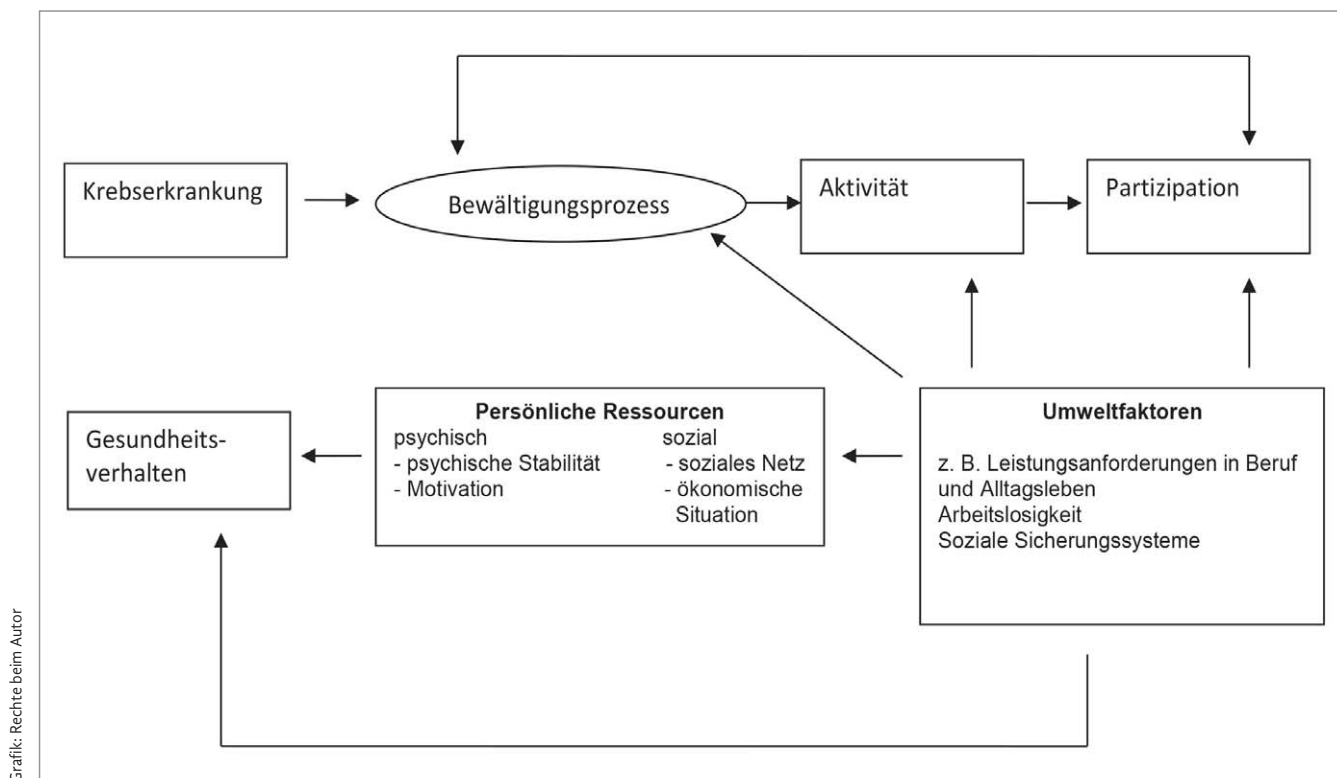 Krebserkrankung
Bewältigungsprozess
Aktivität
Partizipation
Gesundheits-
verhalten
Persönliche Ressourcen
psychisch
- psychische Stabilität
- Motivation
sozial
- soziales Netz
- ökonomische
Situation
Umweltfaktoren
z. B. Leistungsanforderungen in Beruf
und Alltagsleben
Arbeitslosigkeit
Soziale Sicherungssysteme
Grafik: Rechte beim Autor